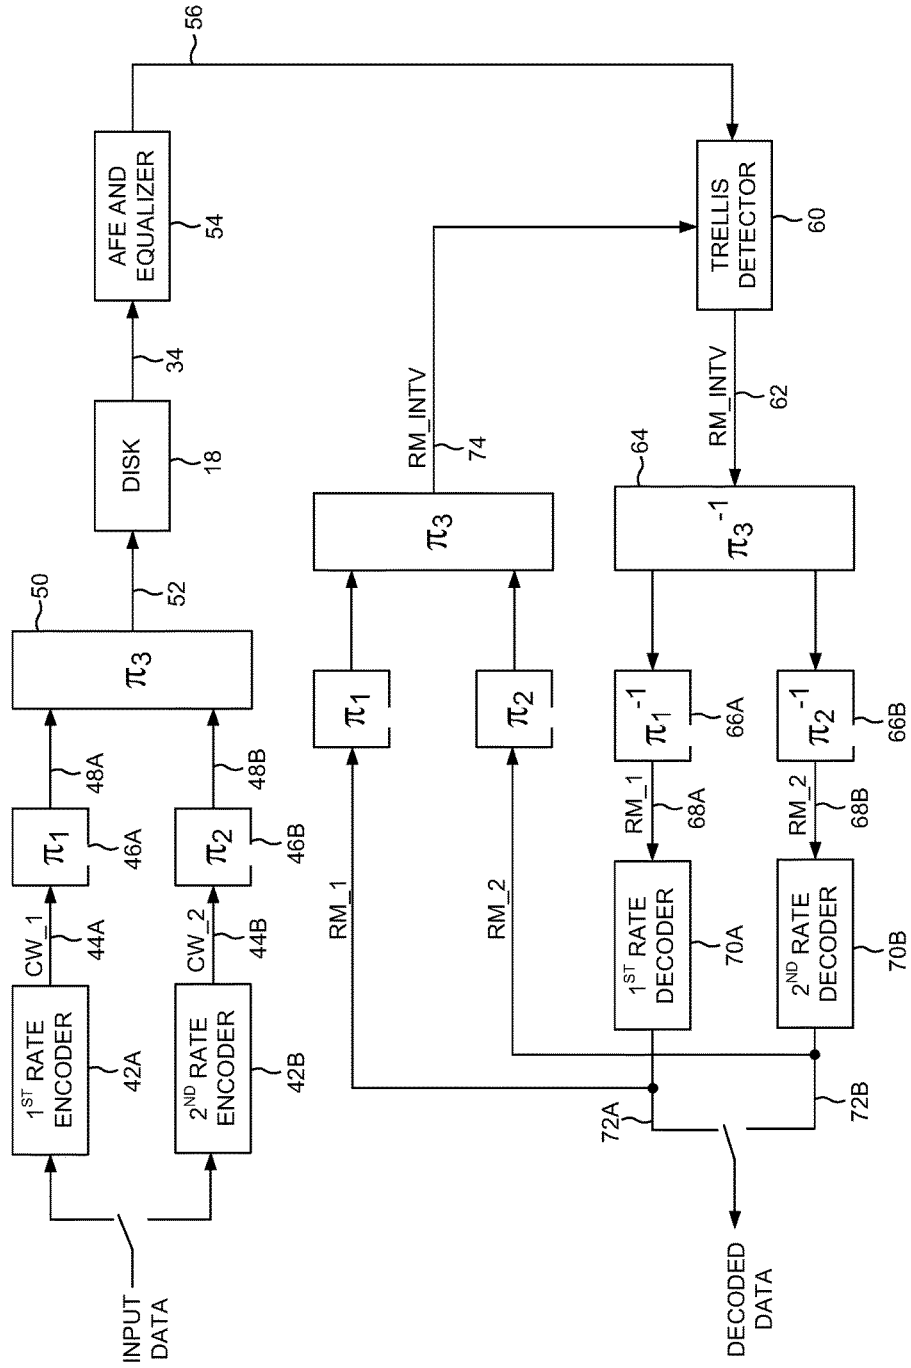 INPUT
DATA
1ST RATE
ENCODER
42A
CW_1
44A
π1
46A
48A
2ND RATE
ENCODER
42B
CW_2
44B
π2
46B
48B
π3
50
52
DISK
18
34
AFE AND
EQUALIZER
54
56
RM_1
π1
RM_2
π2
π3
RM_INTV
74
TRELLIS
DETECTOR
60
RM_INTV
62
π3-1
64
π1-1
66A
RM_1
68A
1ST RATE
DECODER
70A
72A
π2-1
66B
RM_2
68B
2ND RATE
DECODER
70B
72B
DECODED
DATA